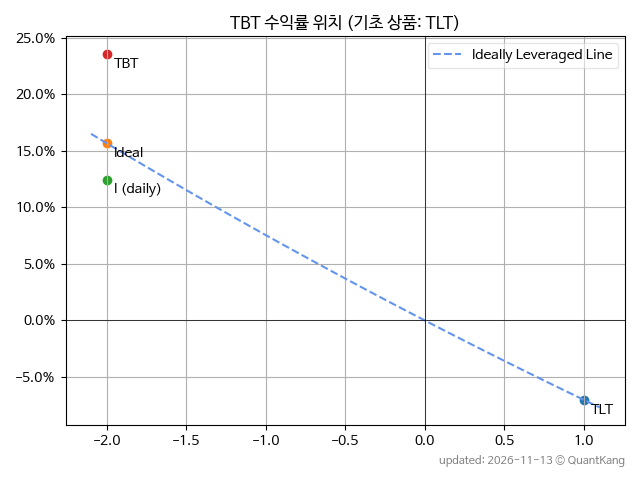 TBT 수익률 위치 (기초 상품: TLT)
Ideally Leveraged Line
25.0%
20.0%
15.0%
10.0%
5.0%
0.0%
−5.0%
TBT
Ideal
I (daily)
TLT
−2.0
−1.5
−1.0
−0.5
0.0
0.5
1.0
updated: 2026−11−13 © QuantKang